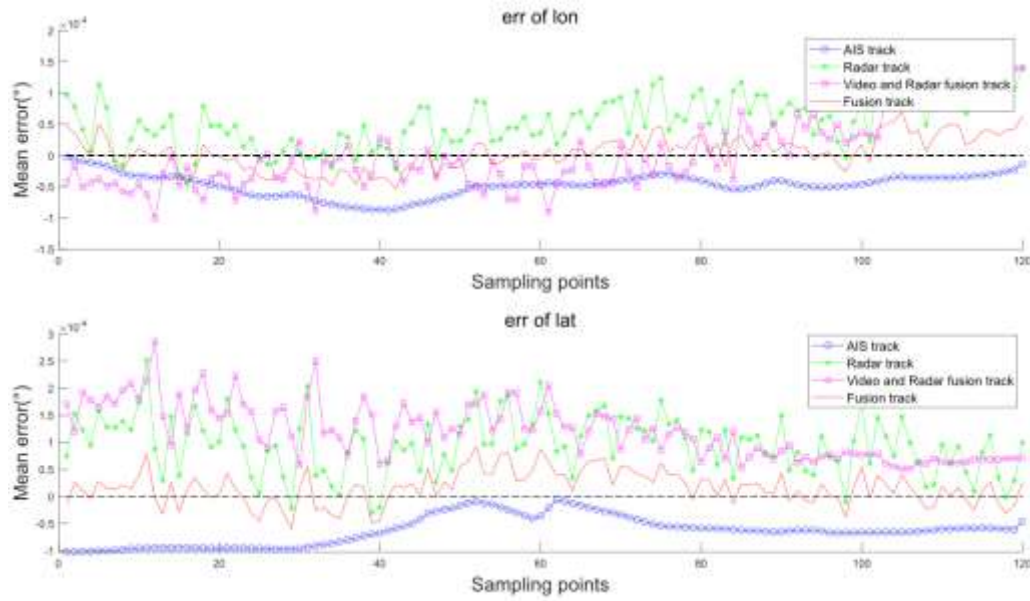 err of lon
×10⁻⁴
2
1.5
1
0.5
0
-0.5
-1
-1.5
Mean error(°)
AIS track
Radar track
Video and Radar fusion track
Fusion track
0 20 40 60 80 100 120
Sampling points
err of lat
×10⁻⁴
3
2.5
2
1.5
1
0.5
0
-0.5
-1
Mean error(°)
AIS track
Radar track
Video and Radar fusion track
Fusion track
0 20 40 60 80 100 120
Sampling points